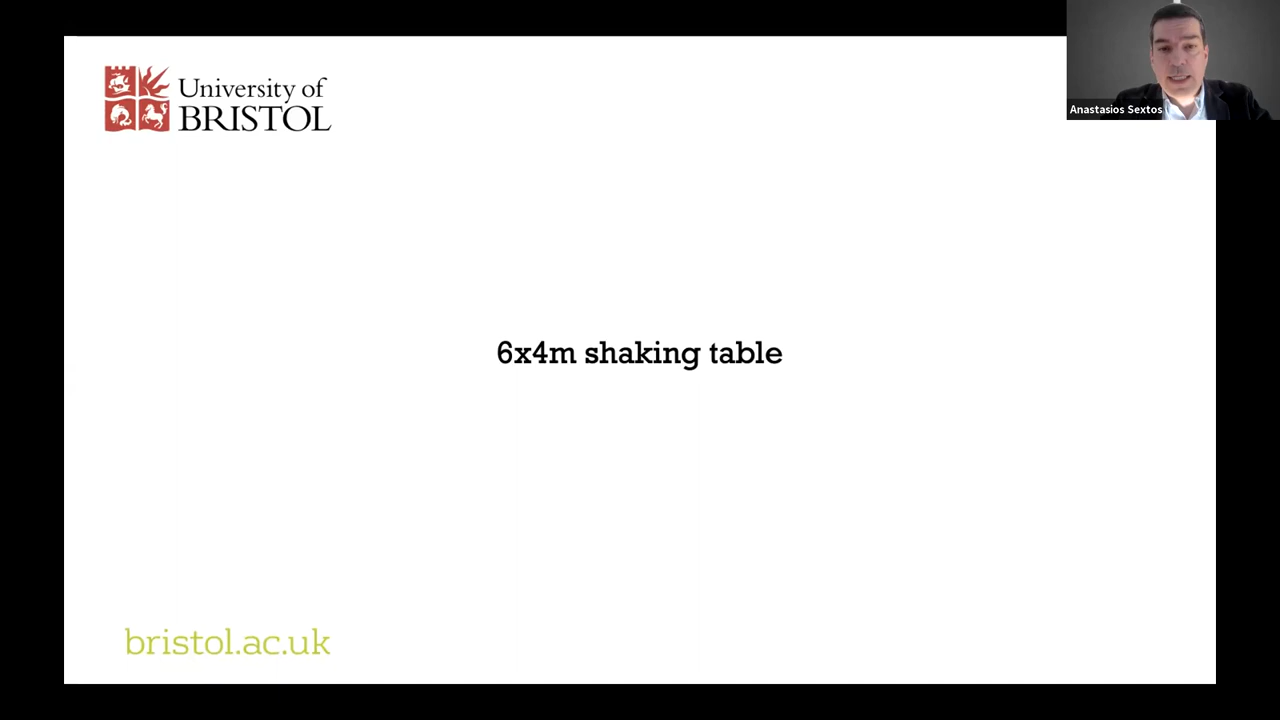 University of
BRISTOL
Anastasios Sextos
6x4m shaking table
bristol.ac.uk